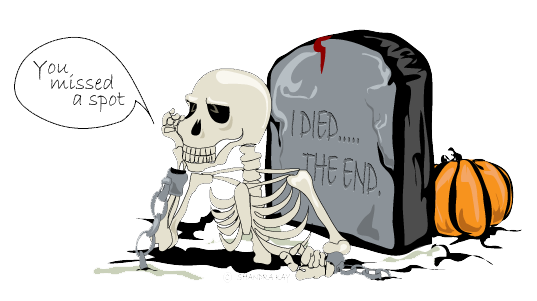 You
missed
a spot
I DIED.....
THE END.